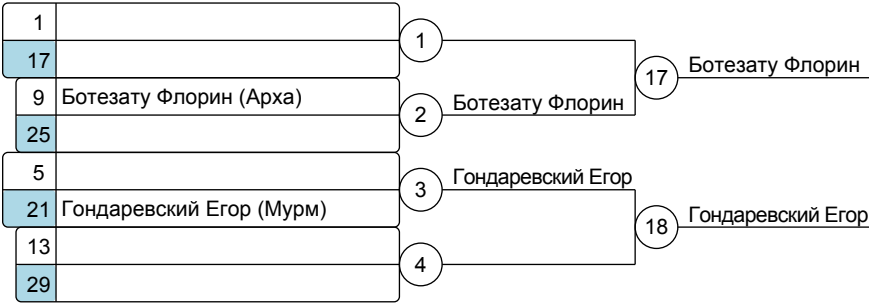 1
17
1
9 Ботезату Флорин (Арха)
25
2
Ботезату Флорин
17
Ботезату Флорин
5
21 Гондаревский Егор (Мурм)
3
Гондаревский Егор
13
29
4
18
Гондаревский Егор